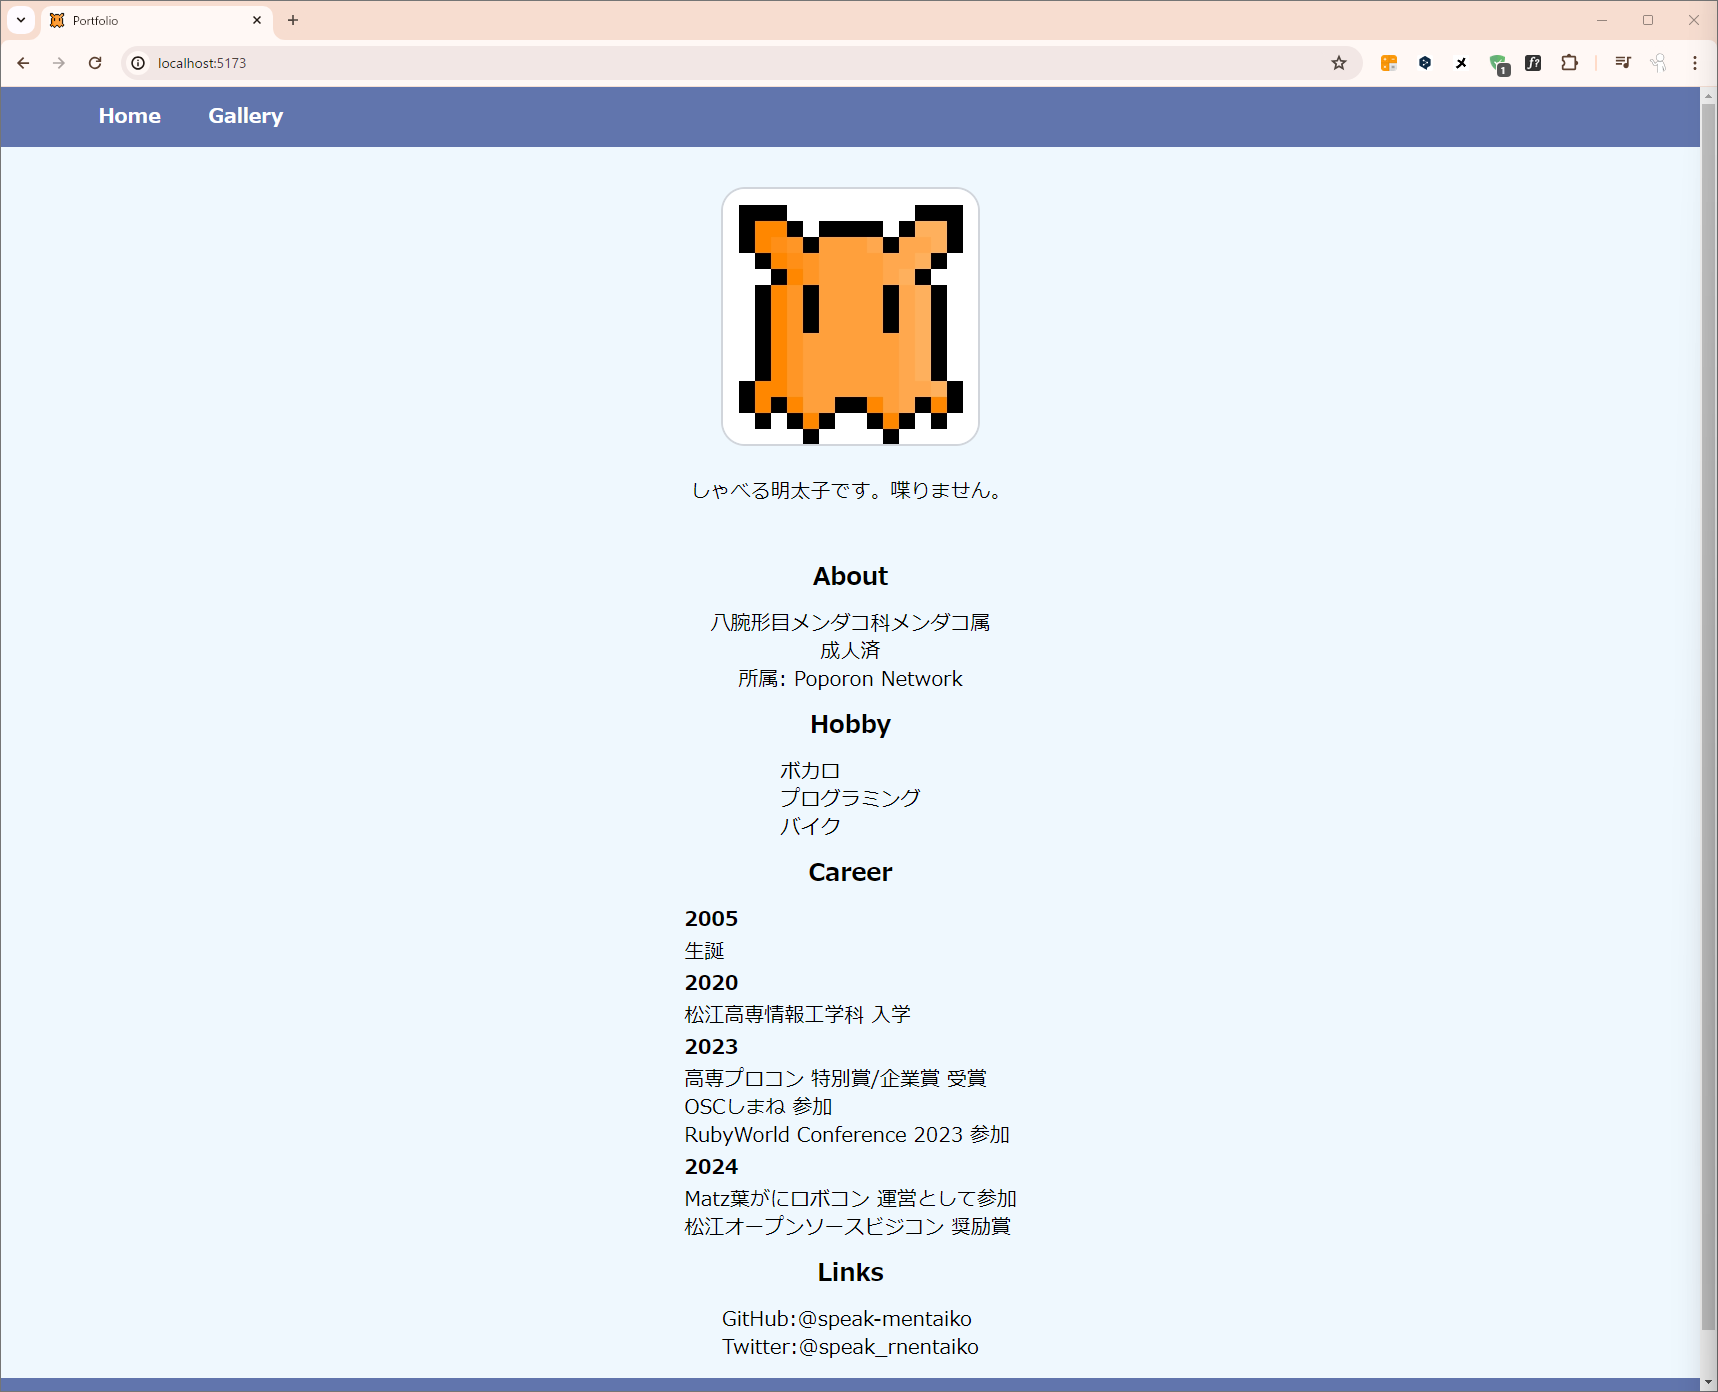 Portfolio
localhost:5173
1
f?
Home Gallery
しゃべる明太子です。喋りません。
About
八腕形目メンダコ科メンダコ属
成人済
所属: Poporon Network
Hobby
ボカロ
プログラミング
バイク
Career
2005
生誕
2020
松江高専情報工学科 入学
2023
高専プロコン 特別賞/企業賞 受賞
OSCしまね 参加
RubyWorld Conference 2023 参加
2024
Matz葉がにロボコン 運営として参加
松江オープンソースビジコン 奨励賞
Links
GitHub:@speak-mentaiko
Twitter:@speak_rnentaiko